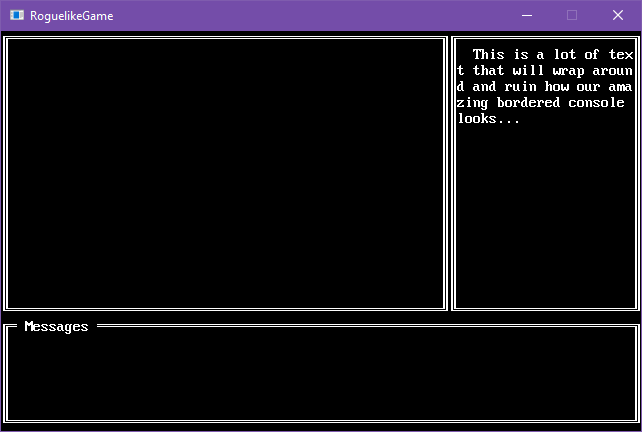 RoguelikeGame
This is a lot of tex
t that will wrap aroun
d and ruin how our ama
zing bordered console
looks...
Messages